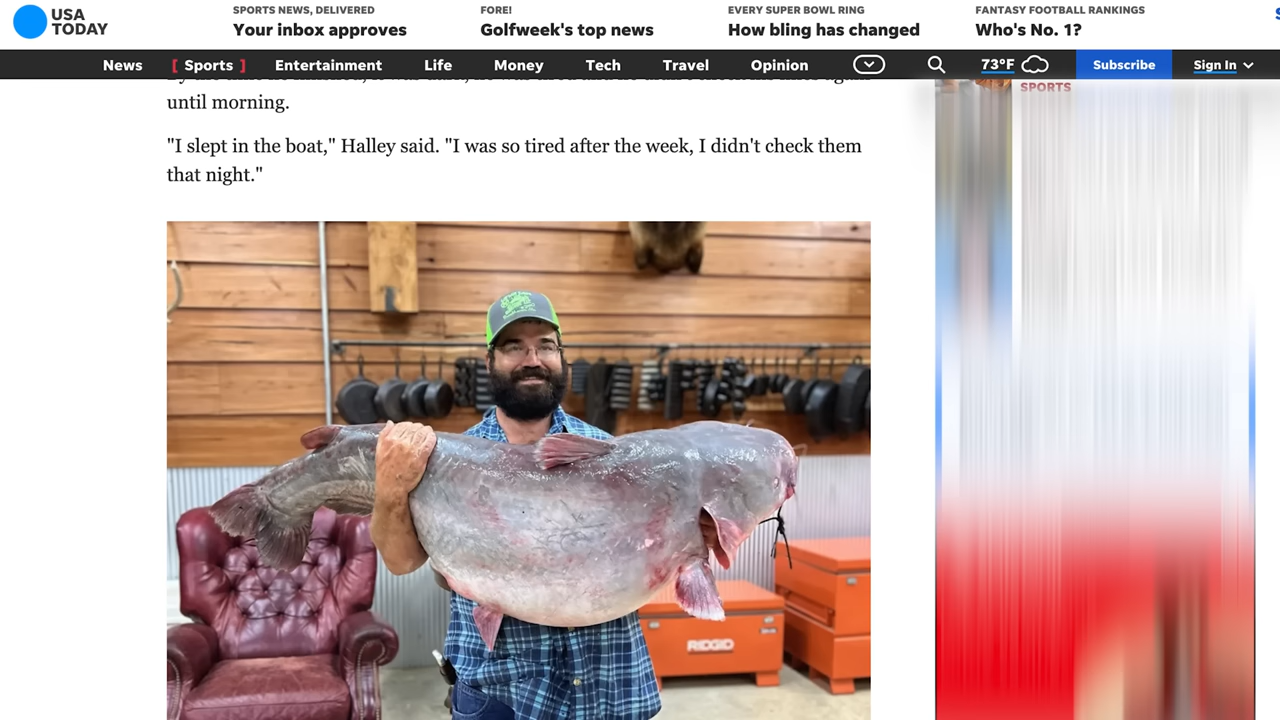 USA
TODAY
SPORTS NEWS, DELIVERED
Your inbox approves
FORE!
Golfweek's top news
EVERY SUPER BOWL RING
How bling has changed
FANTASY FOOTBALL RANKINGS
Who's No. 1?
News [ Sports ] Entertainment Life Money Tech Travel Opinion 73°F Subscribe Sign In
until morning.
"I slept in the boat," Halley said. "I was so tired after the week, I didn't check them
that night."
SPORTS
RIDGID